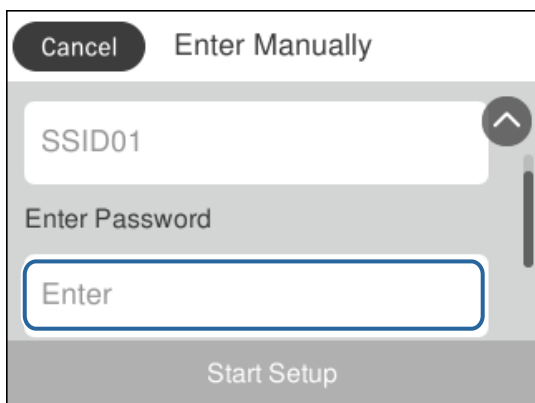 Cancel Enter Manually
SSID01
Enter Password
Enter
Start Setup